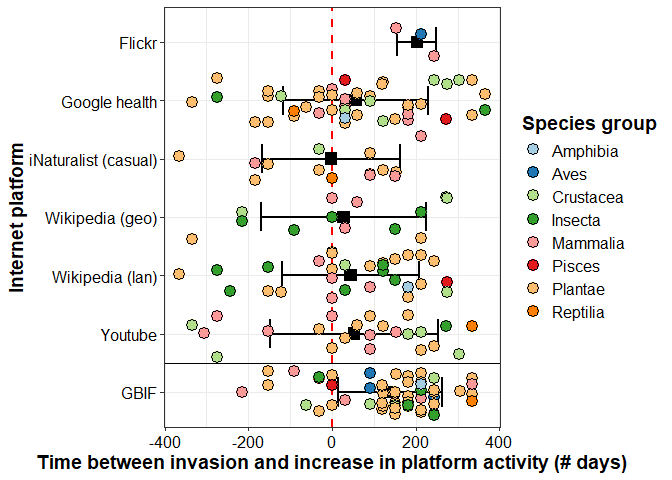 Internet platform
Flickr
Google health
iNaturalist (casual)
Wikipedia (geo)
Wikipedia (lan)
Youtube
GBIF
-400 -200 0 200 400
Time between invasion and increase in platform activity (# days)
Species group
Amphibia
Aves
Crustacea
Insecta
Mammalia
Pisces
Plantae
Reptilia